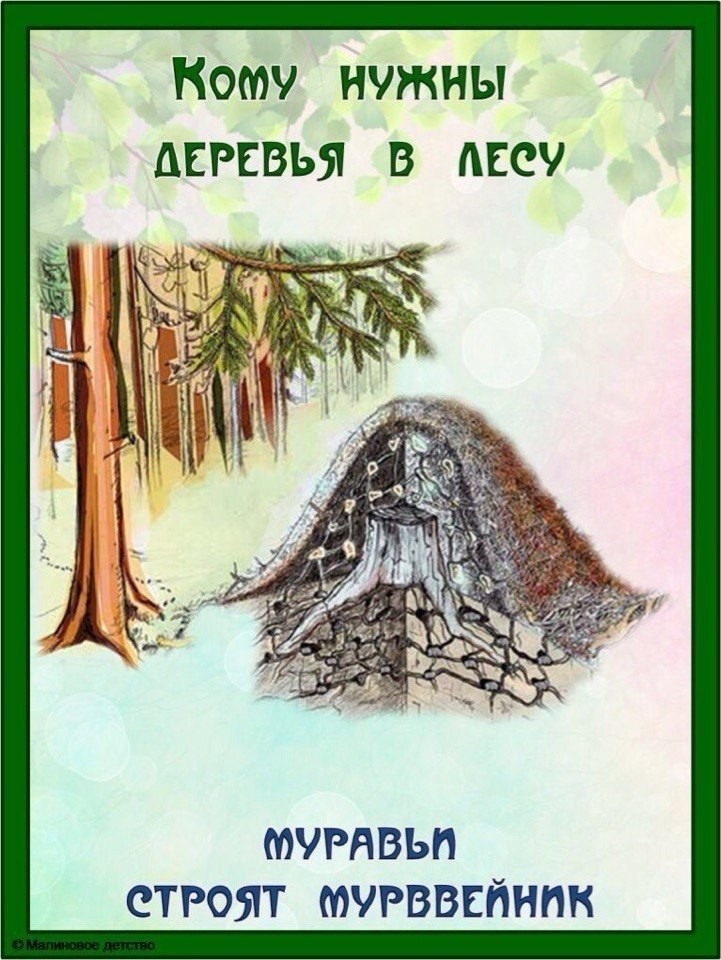 Кому нужны
деревья в лесу
муравьи
строят мурввейник
© Малиновое детство